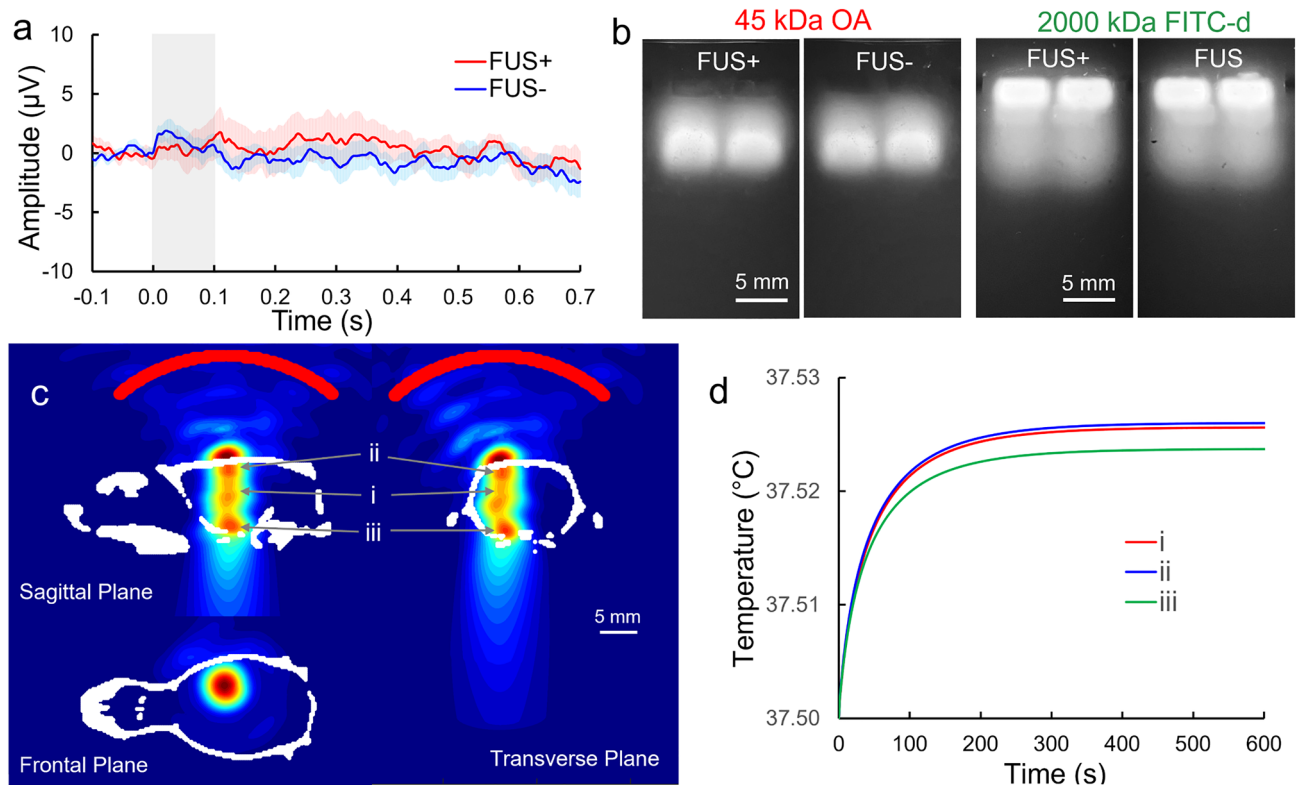 a
10
5
0
-5
-10
Amplitude (µV)
FUS+
FUS-
-0.1 0.0 0.1 0.2 0.3 0.4 0.5 0.6 0.7
Time (s)
b
45 kDa OA
2000 kDa FITC-d
FUS+
FUS-
FUS+
FUS
5 mm
5 mm
c
ii
i
iii
Sagittal Plane
5 mm
Frontal Plane
Transverse Plane
d
37.53
37.52
37.51
37.50
Temperature (°C)
i
ii
iii
0 100 200 300 400 500 600
Time (s)